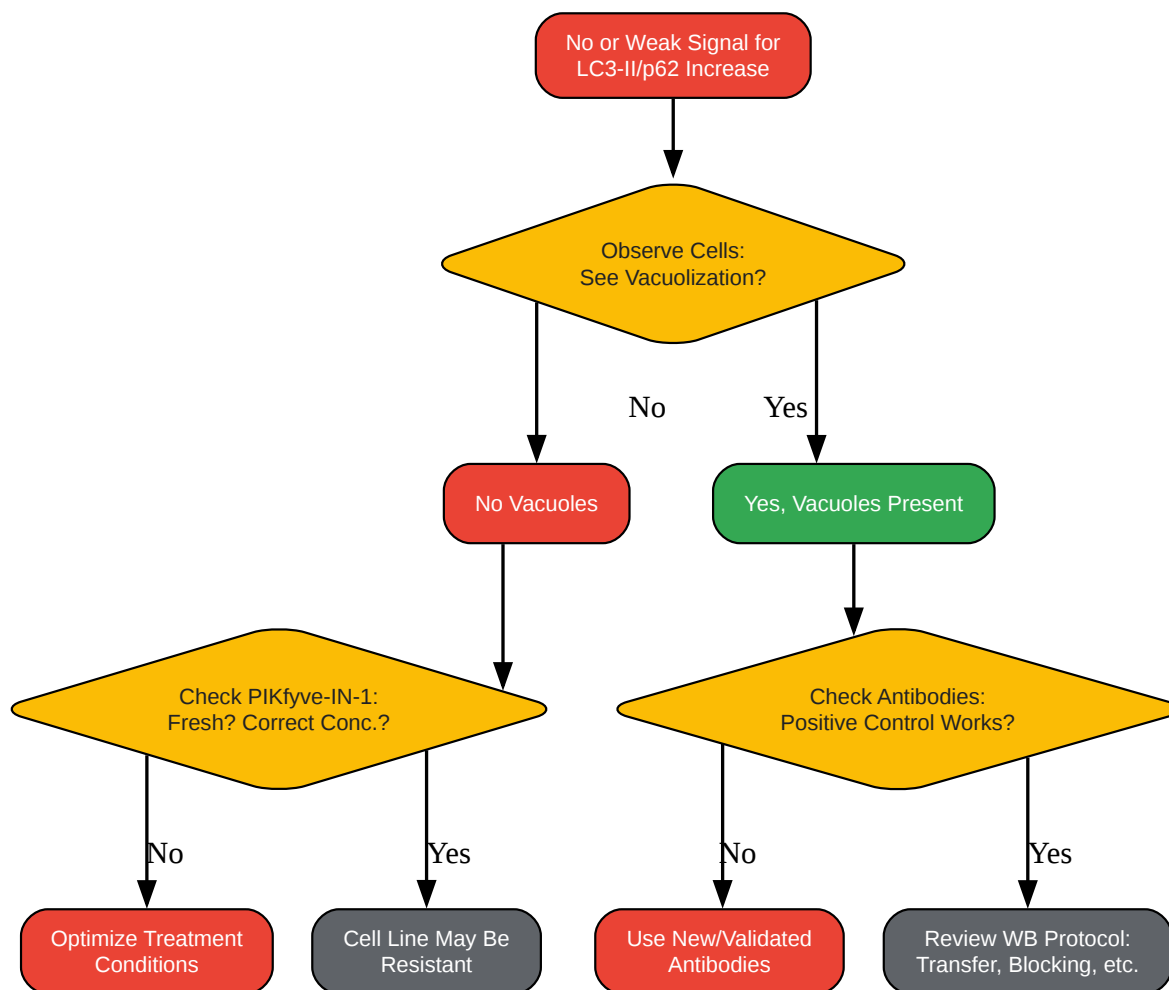 No or Weak Signal for
LC3-II/p62 Increase
Observe Cells:
See Vacuolization?
No
Yes
No Vacuoles
Yes, Vacuoles Present
Check PIKfyve-IN-1:
Fresh? Correct Conc.?
Check Antibodies:
Positive Control Works?
No
Yes
No
Yes
Optimize Treatment
Conditions
Cell Line May Be
Resistant
Use New/Validated
Antibodies
Review WB Protocol:
Transfer, Blocking, etc.